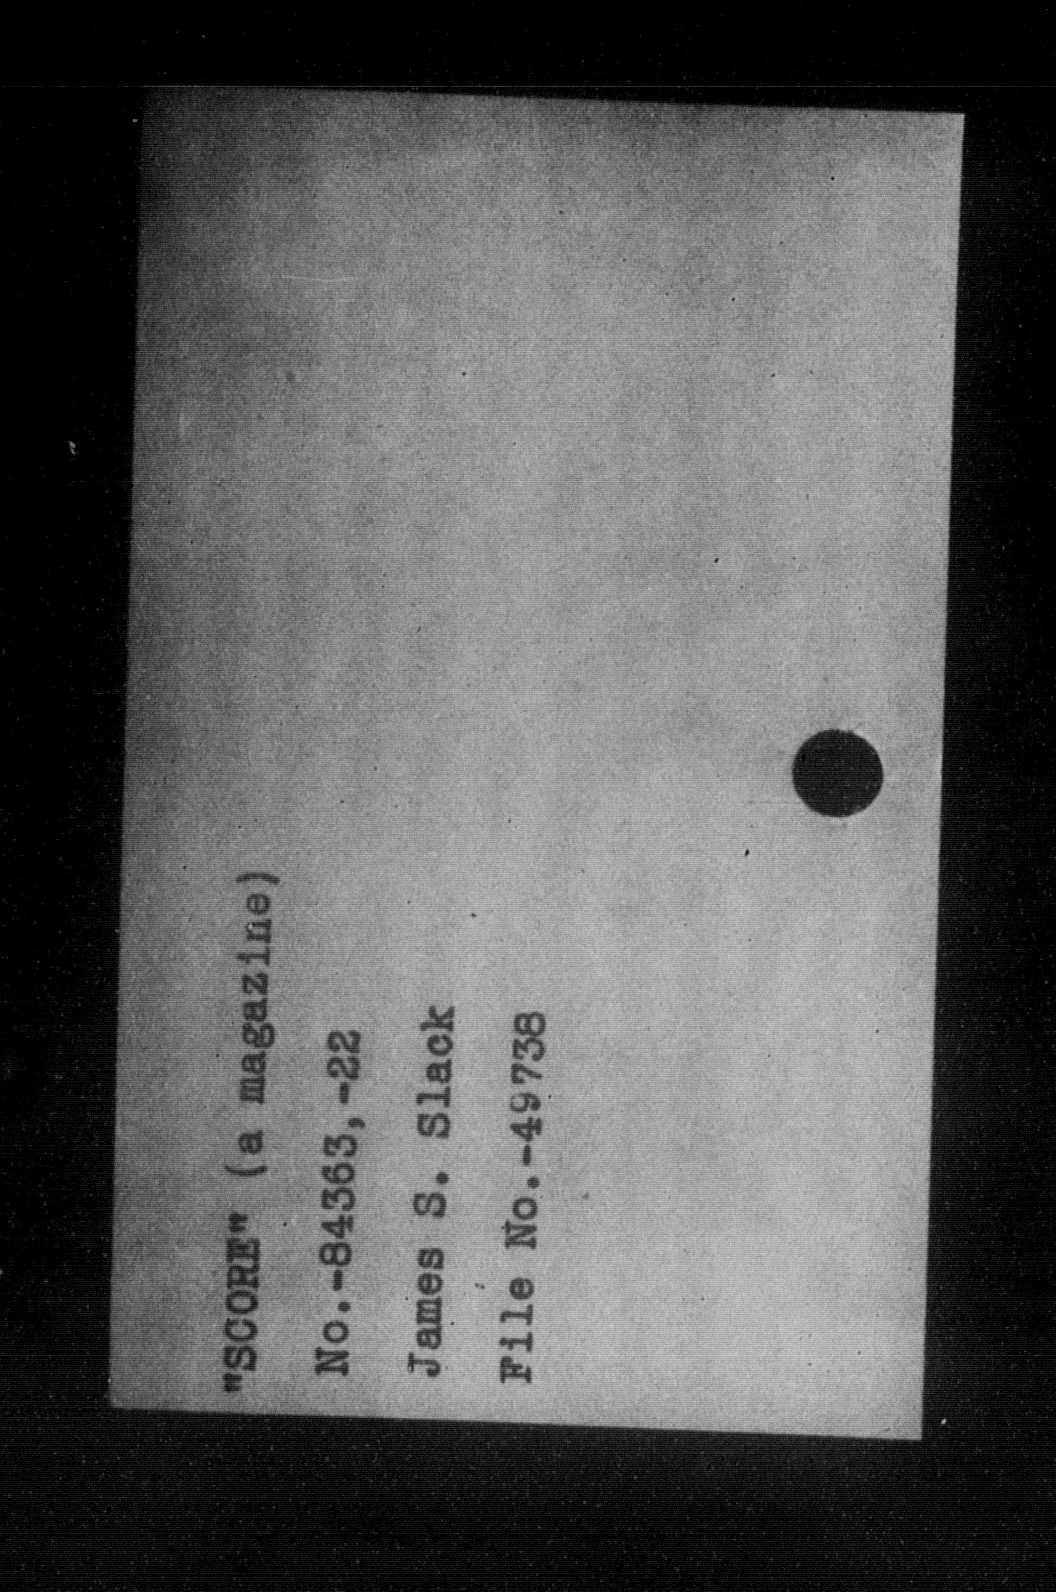 "SCORE" (a magazine)
No.-84363,-22
James S. Slack
File No.-49738